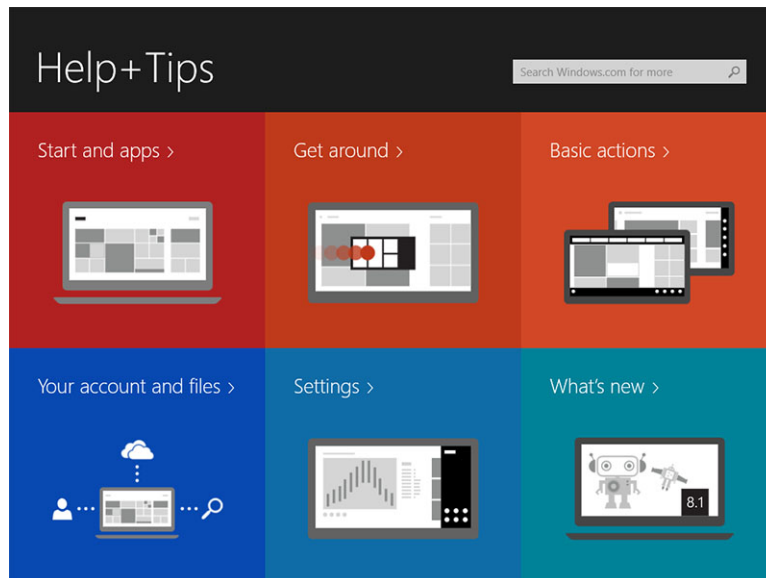 Help+Tips
Search Windows.com for more
Start and apps >
Get around >
Basic actions >
Your account and files >
Settings >
What's new >
8.1